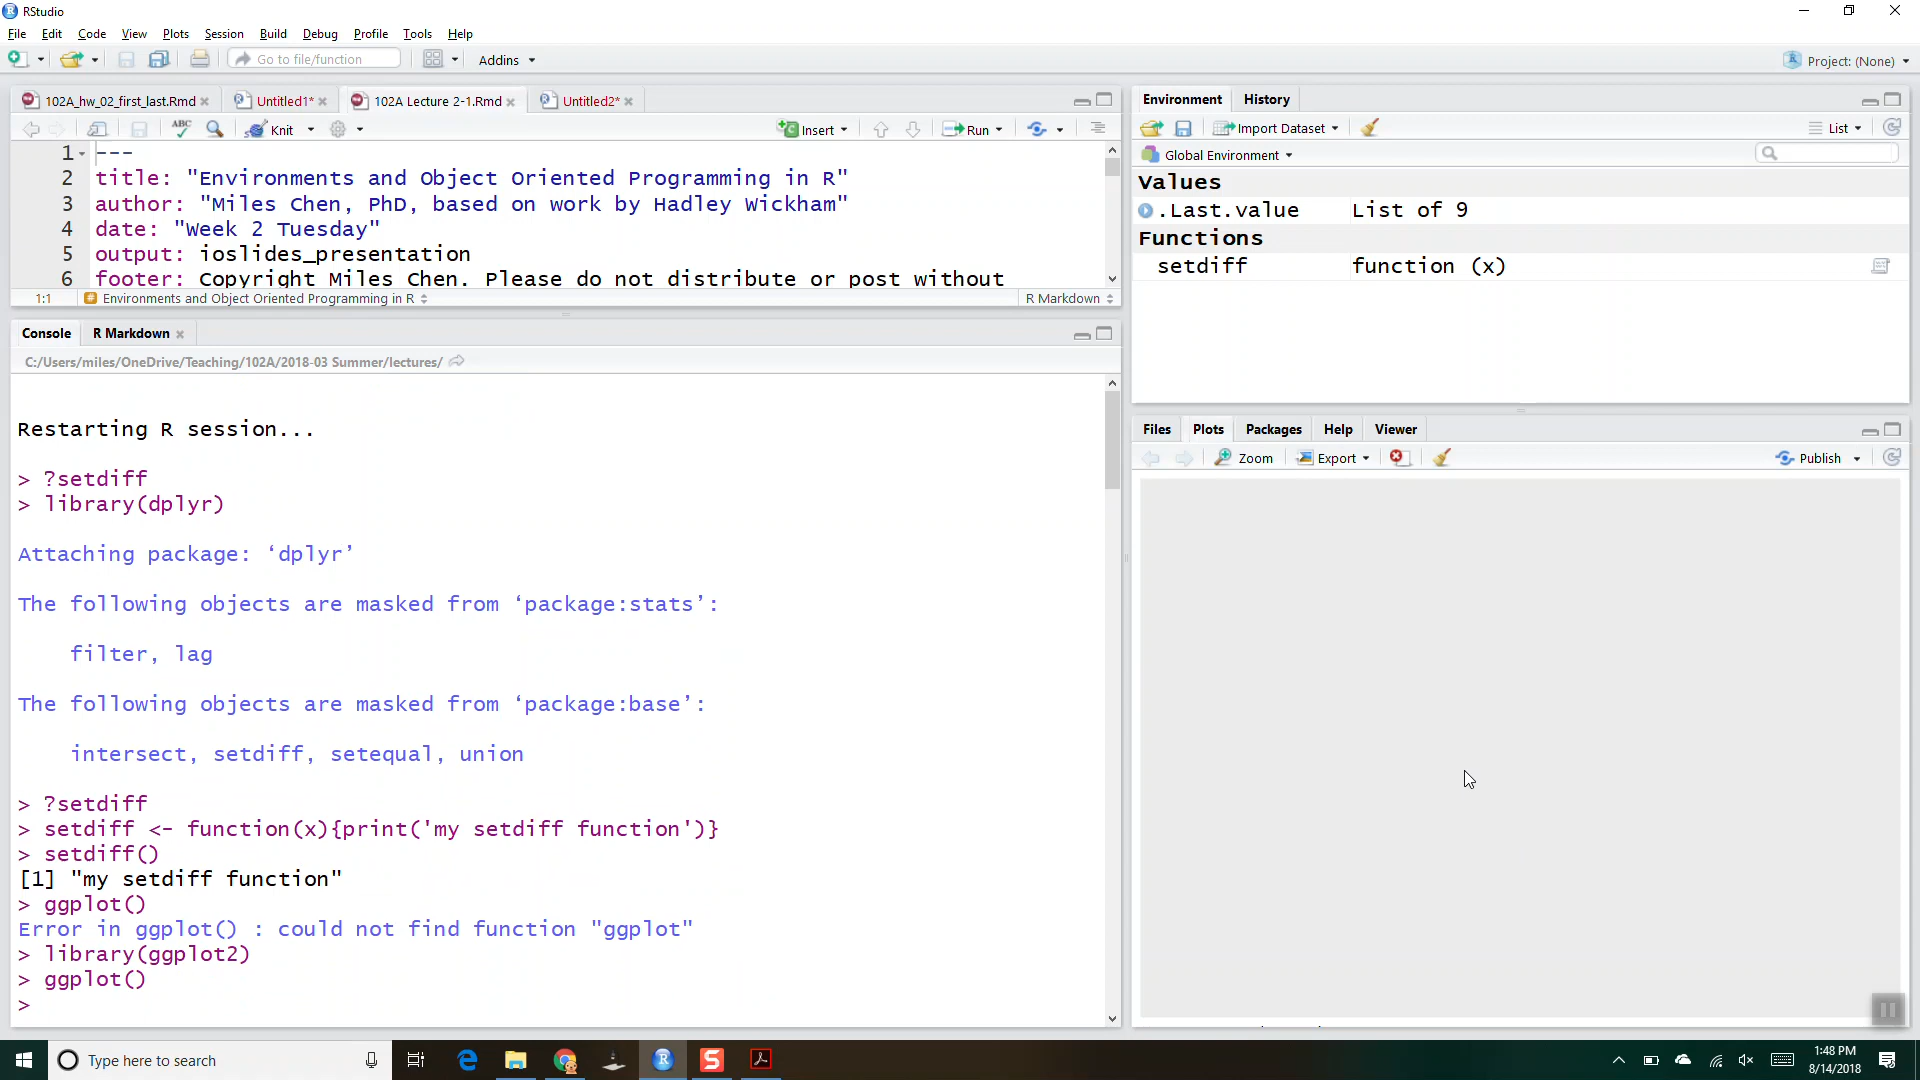 RStudio
File Edit Code View Plots Session Build Debug Profile Tools Help
Go to file/function Addins Project: (None)
102A_hw_02_first_last.Rmd Untitled1* 102A Lecture 2-1.Rmd Untitled2*
ABC Knit Insert Run
1 ---
2 title: "Environments and Object Oriented Programming in R"
3 author: "Miles Chen, PhD, based on work by Hadley Wickham"
4 date: "Week 2 Tuesday"
5 output: ioslides_presentation
6 footer: Copyright Miles Chen. Please do not distribute or post without
1:1 # Environments and Object Oriented Programming in R R Markdown
Console R Markdown
C:/Users/miles/OneDrive/Teaching/102A/2018-03 Summer/lectures/
Restarting R session...
> ?setdiff
> library(dplyr)
Attaching package: ‘dplyr’
The following objects are masked from ‘package:stats’:
filter, lag
The following objects are masked from ‘package:base’:
intersect, setdiff, setequal, union
> ?setdiff
> setdiff <- function(x){print('my setdiff function')}
> setdiff()
[1] "my setdiff function"
> ggplot()
Error in ggplot() : could not find function "ggplot"
> library(ggplot2)
> ggplot()
>
Environment History
Import Dataset List
Global Environment
Values
.Last.value List of 9
Functions
setdiff function (x)
Files Plots Packages Help Viewer
Zoom Export Publish
Type here to search
1:48 PM
8/14/2018